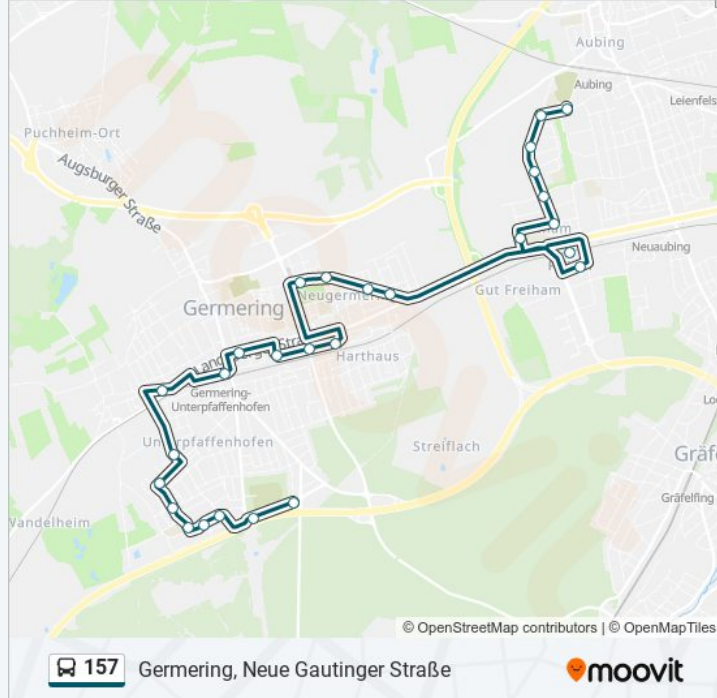 Aubing
Aubing
Leienfels
Puchheim-Ort
Augsburger Straße
Neuaubing
Gut Freiham
Germering
Harthaus
Germering-
Unterpfaffenhofen
Unterpfaffenhofen
Streiflach
Gräfe
Gräfelfing
Wandelheim
© OpenStreetMap contributors | © OpenMapTiles
157 Germering, Neue Gautinger Straße
moovit